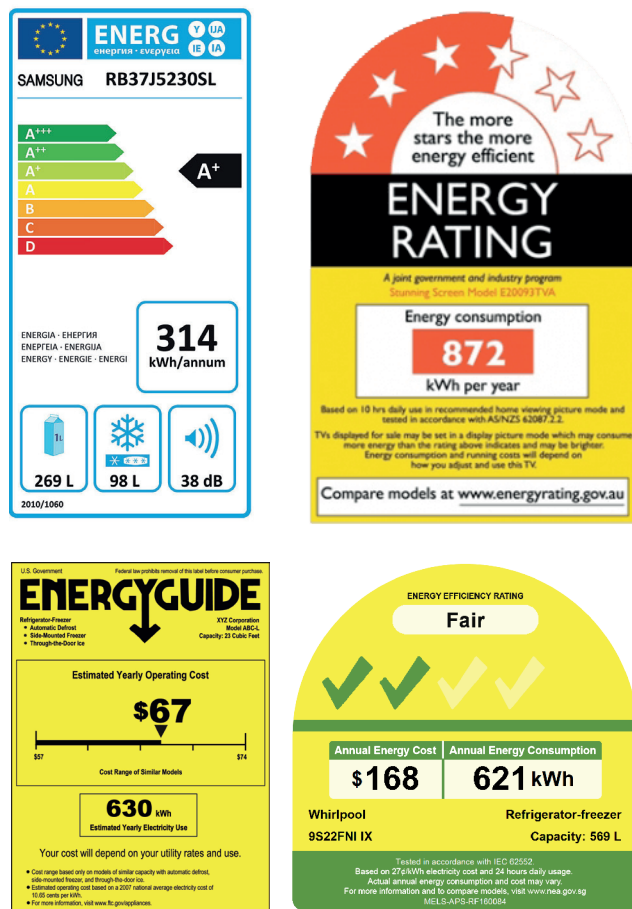 ENERG
енергия · ενεργεια
Y
UA
IE
IA
SAMSUNG RB37J5230SL
A+++
A++
A+
A
B
C
D
A+
ENERGIA · ЕНЕРГИЯ
ΕΝΕΡΓΕΙΑ · ENERGIJA
ENERGY · ENERGIE · ENERGI
314
kWh/annum
1L
269 L
98 L
38 dB
2010/1060
The more
stars the more
energy efficient
ENERGY
RATING
A joint government and industry program
Stunning Screen Model E20093TVA
Energy consumption
872
kWh per year
Based on 10 hrs daily use in recommended home viewing picture mode and
tested in accordance with AS/NZS 62087.2.2.
TVs displayed for sale may be set in a display picture mode which may consume
more energy than the rating above indicates and may be brighter.
Energy consumption and running costs will depend on
how you adjust and use this TV.
Compare models at www.energyrating.gov.au
U.S. Government Federal law prohibits removal of this label before consumer purchase.
ENERGYGUIDE
Refrigerator-Freezer
• Automatic Defrost
• Side-Mounted Freezer
• Through-the-Door Ice
XYZ Corporation
Model ABC-L
Capacity: 23 Cubic Feet
Estimated Yearly Operating Cost
$67
$57 $74
Cost Range of Similar Models
630 kWh
Estimated Yearly Electricity Use
Your cost will depend on your utility rates and use.
• Cost range based only on models of similar capacity with automatic defrost,
side-mounted freezer, and through-the-door ice.
• Estimated operating cost based on a 2007 national average electricity cost of
10.65 cents per kWh.
• For more information, visit www.ftc.gov/appliances.
ENERGY EFFICIENCY RATING
Fair
Annual Energy Cost Annual Energy Consumption
$168 621 kWh
Whirlpool Refrigerator-freezer
9S22FNI IX Capacity: 569 L
Tested in accordance with IEC 62552.
Based on 27¢/kWh electricity cost and 24 hours daily usage.
Actual annual energy consumption and cost may vary.
For more information and to compare models, visit www.nea.gov.sg
MELS-APS-RF160084